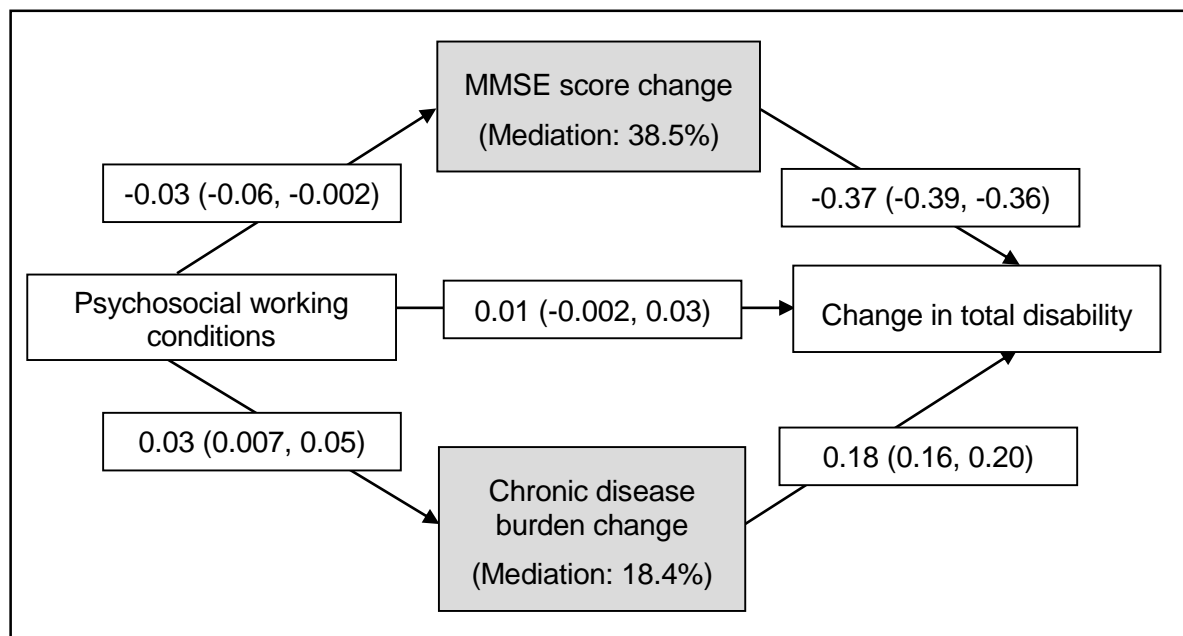 MMSE score change
(Mediation: 38.5%)
-0.03 (-0.06, -0.002)
-0.37 (-0.39, -0.36)
Psychosocial working
conditions
0.01 (-0.002, 0.03)
Change in total disability
0.03 (0.007, 0.05)
0.18 (0.16, 0.20)
Chronic disease
burden change
(Mediation: 18.4%)